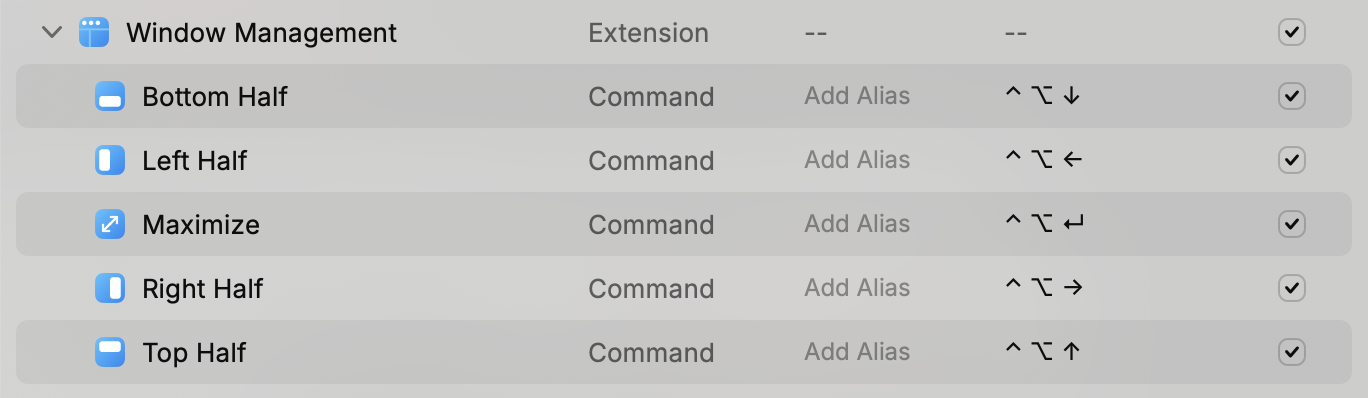 Window Management Extension -- --
Bottom Half Command Add Alias ^ ⌥ ↓
Left Half Command Add Alias ^ ⌥ ←
Maximize Command Add Alias ^ ⌥ ↵
Right Half Command Add Alias ^ ⌥ →
Top Half Command Add Alias ^ ⌥ ↑